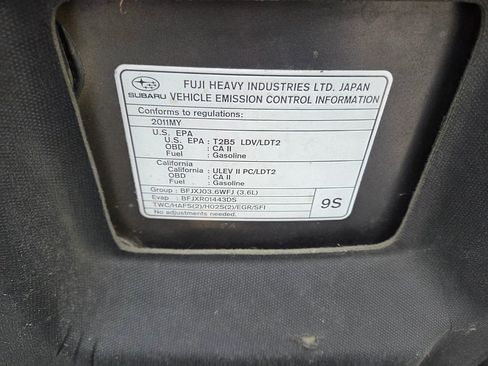 SUBARU
FUJI HEAVY INDUSTRIES LTD. JAPAN
VEHICLE EMISSION CONTROL INFORMATION
Conforms to regulations:
2011MY
U.S. EPA
U.S. EPA : T2B5 LDV/LDT2
OBD : CA II
Fuel : Gasoline
California
California : ULEV II PC/LDT2
OBD : CA II
Fuel : Gasoline
Group : BFJXJ03.6WFJ (3.6L)
Evap : BFJXR01443DS
TWC/HAFS(2)/HO2S(2)/EGR/SFI
No adjustments needed.
9S